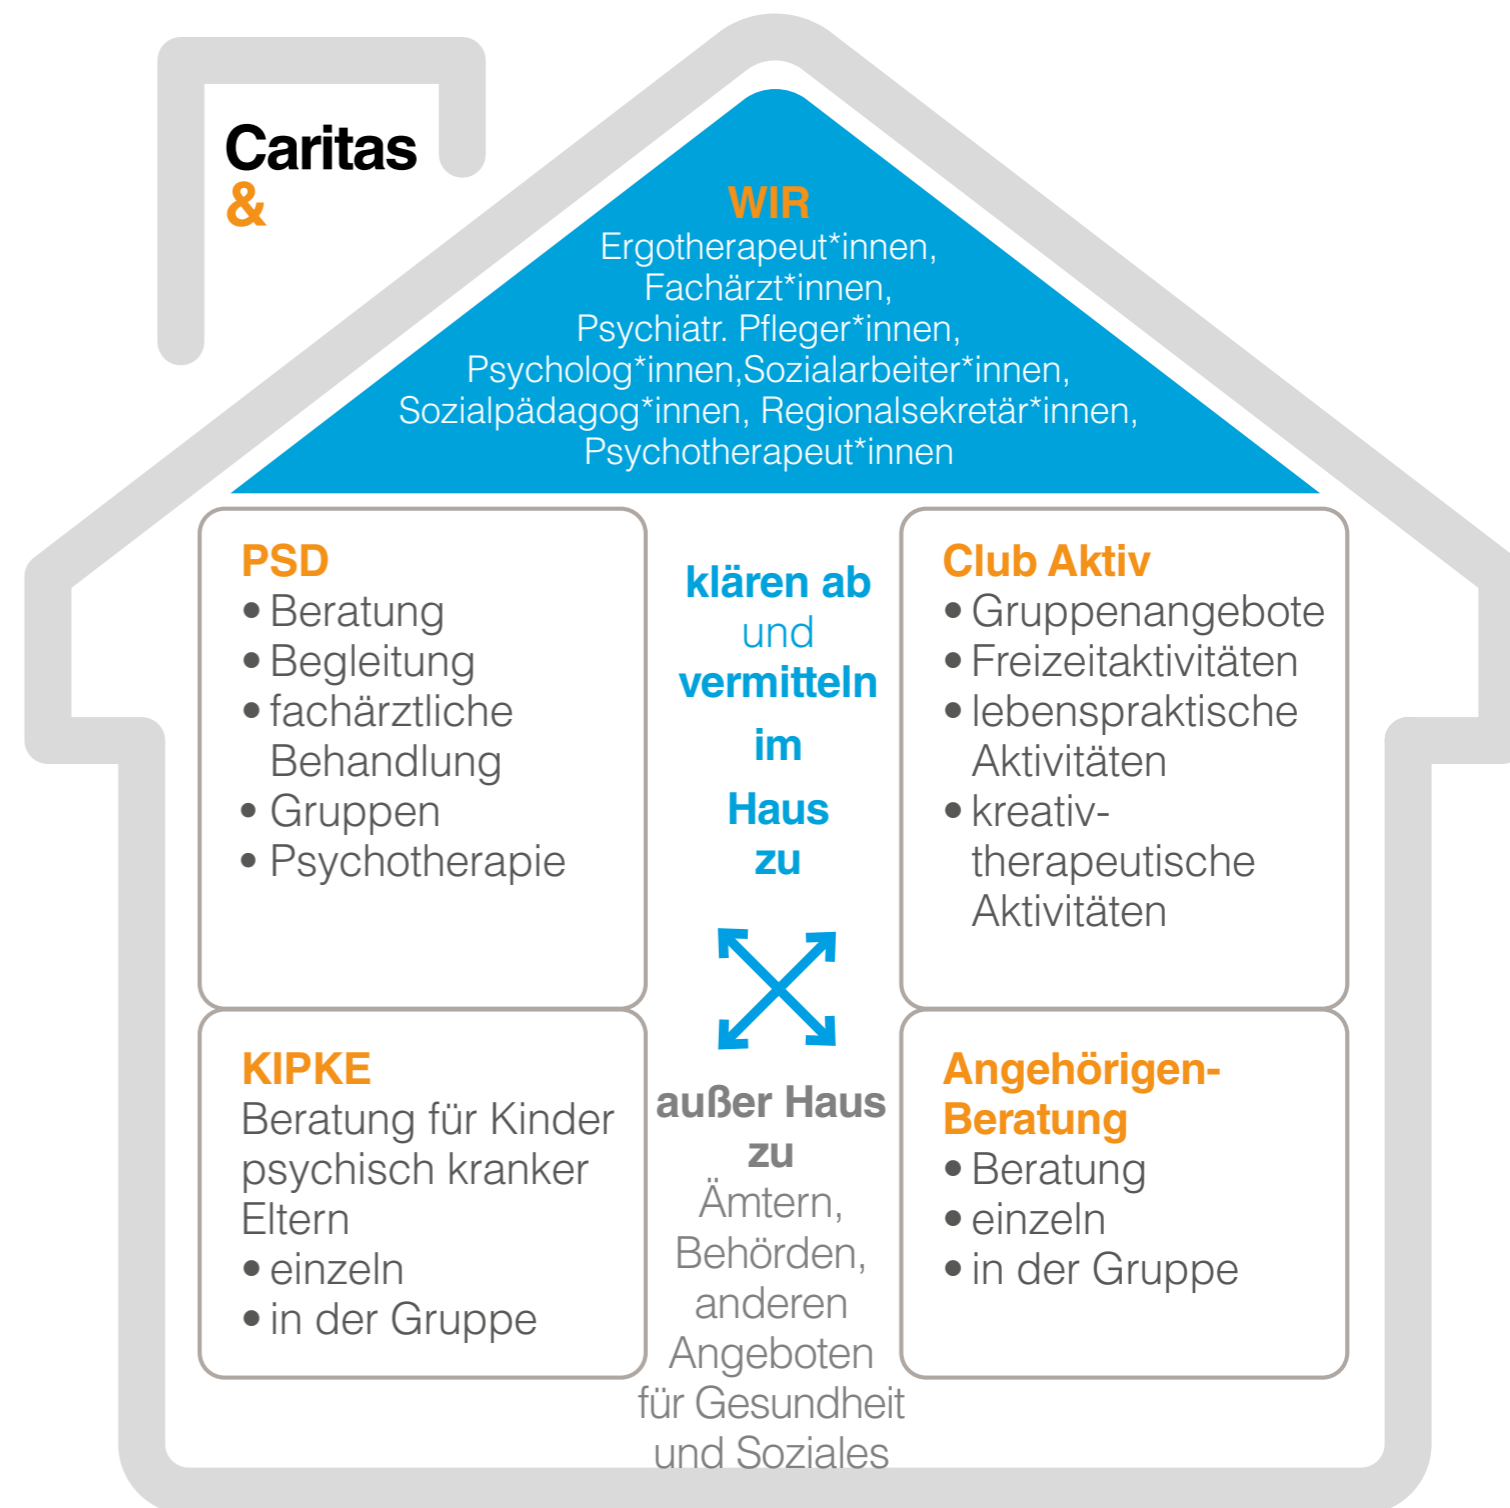 Caritas
&
WIR
Ergotherapeut*innen,
Fachärzt*innen,
Psychiatr. Pfleger*innen,
Psycholog*innen,Sozialarbeiter*innen,
Sozialpädagog*innen, Regionalsekretär*innen,
Psychotherapeut*innen
PSD
• Beratung
• Begleitung
• fachärztliche
Behandlung
• Gruppen
• Psychotherapie
klären ab
und
vermitteln
im
Haus
zu
Club Aktiv
• Gruppenangebote
• Freizeitaktivitäten
• lebenspraktische
Aktivitäten
• kreativ-
therapeutische
Aktivitäten
KIPKE
Beratung für Kinder
psychisch kranker
Eltern
• einzeln
• in der Gruppe
außer Haus
zu
Ämtern,
Behörden,
anderen
Angeboten
für Gesundheit
und Soziales
Angehörigen-
Beratung
• Beratung
• einzeln
• in der Gruppe